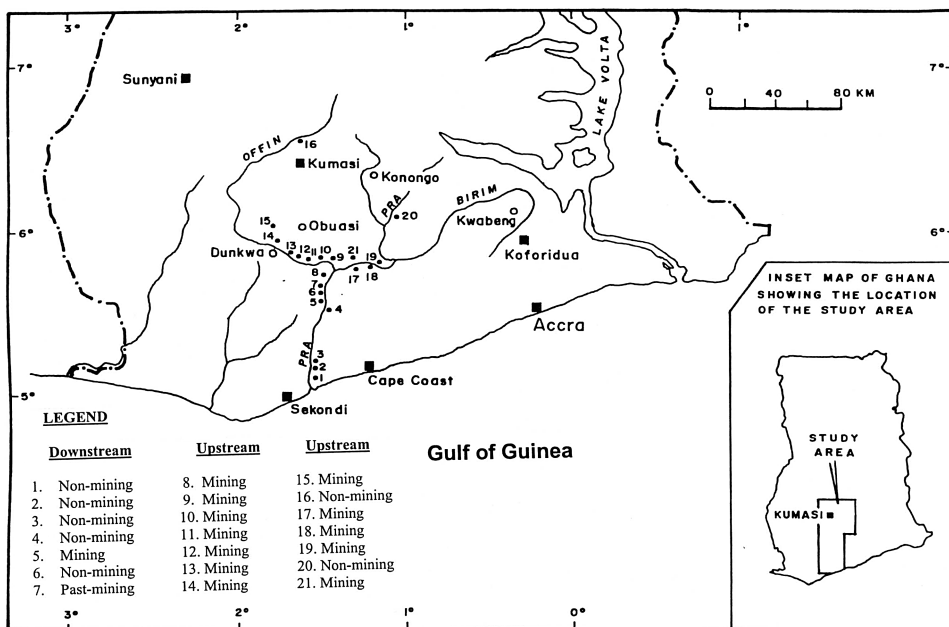 3° 2° 1° 0° 1°
7° 7°
Sunyani
0 80 KM
LAKE VOLTA
OFFIN
16
Kumasi
Konongo
PRA
BIRIM
20
Kwabeng
15
Obuasi
14
6° 6°
Dunkwa
13 12 11 10 9 21 19
Koforidua
8 17 18
7
6
5 4
INSET MAP OF GHANA
SHOWING THE LOCATION
OF THE STUDY AREA
Accra
PRA
3
2
1
Cape Coast
5°
Sekondi
LEGEND
Downstream
1. Non-mining
2. Non-mining
3. Non-mining
4. Non-mining
5. Mining
6. Non-mining
7. Past-mining
Upstream
8. Mining
9. Mining
10. Mining
11. Mining
12. Mining
13. Mining
14. Mining
Upstream
15. Mining
16. Non-mining
17. Mining
18. Mining
19. Mining
20. Non-mining
21. Mining
Gulf of Guinea
STUDY
AREA
KUMASI
3° 2° 1° 0°